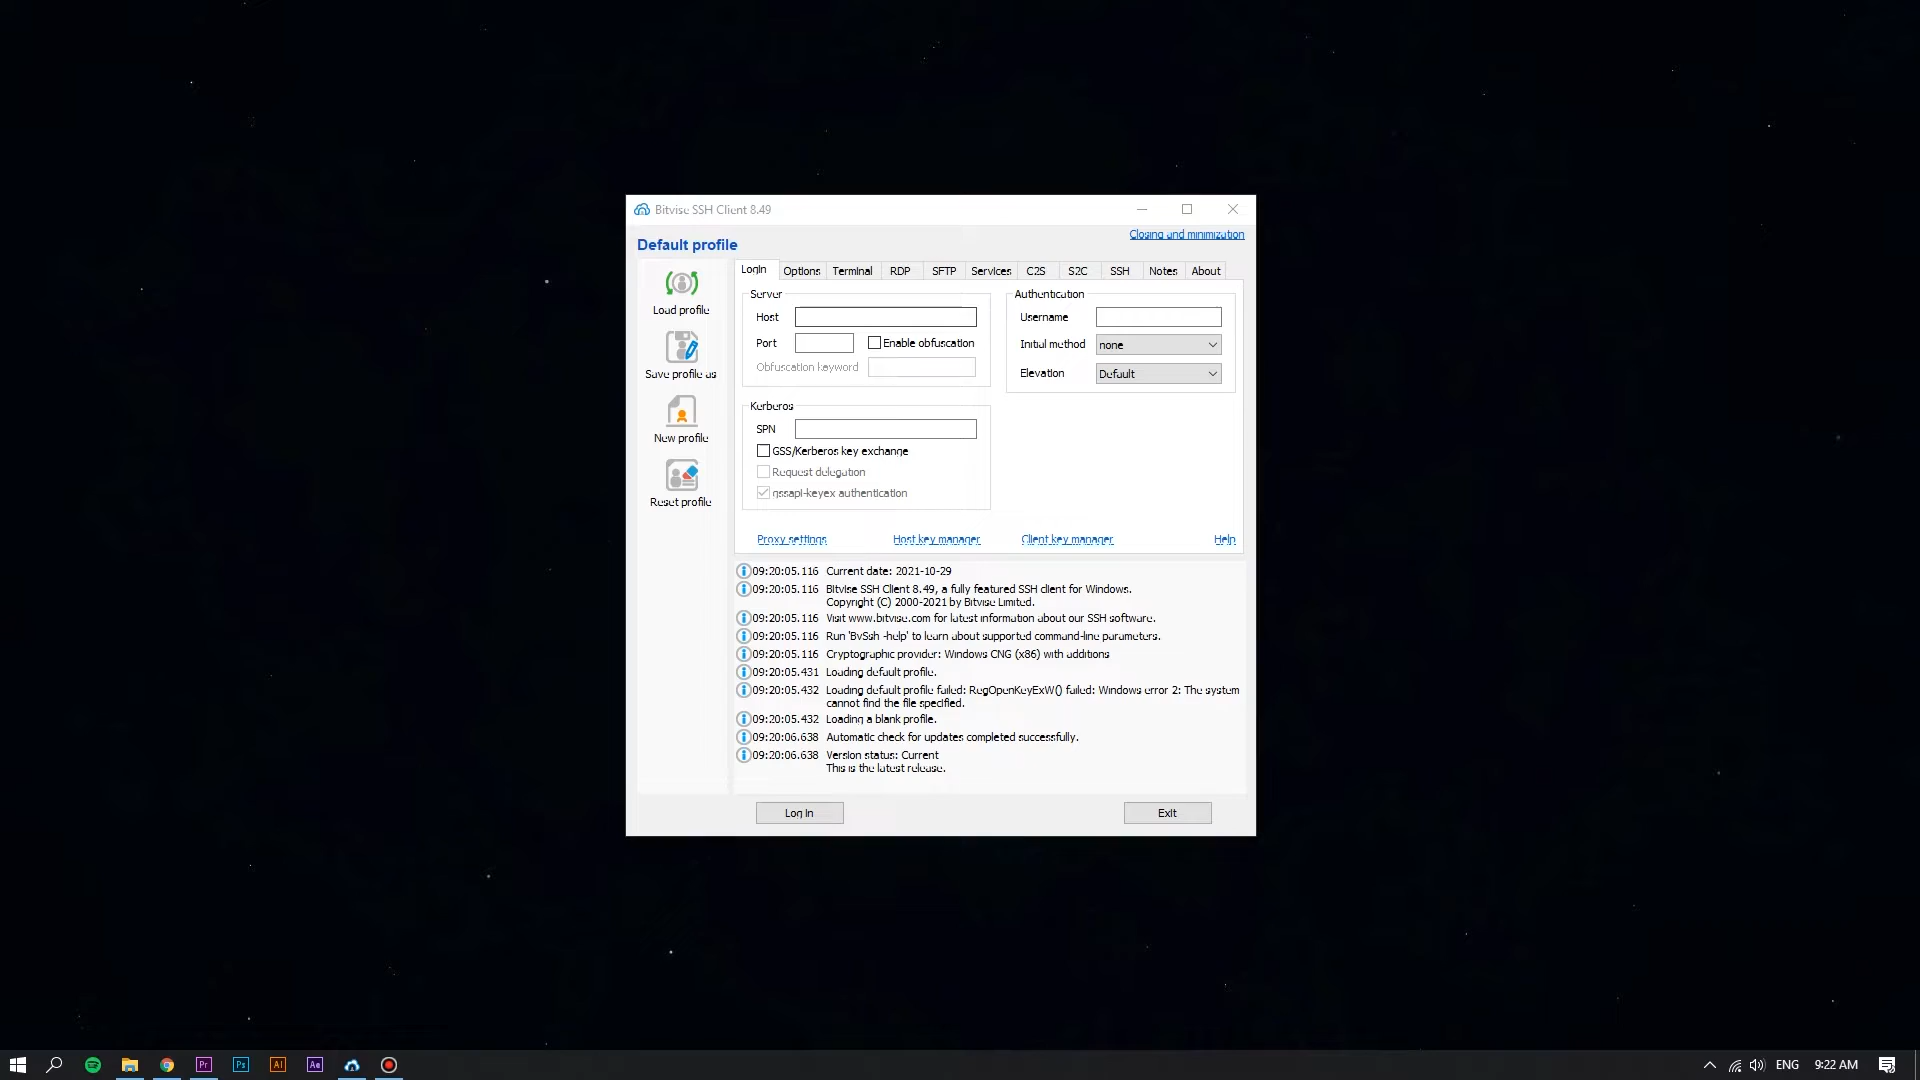 Bitvise SSH Client 8.49
Closing and minimization
Default profile
Load profile
Save profile as
New profile
Reset profile
Login Options Terminal RDP SFTP Services C2S S2C SSH Notes About
Server
Host
Port Enable obfuscation
Obfuscation keyword
Kerberos
SPN
GSS/Kerberos key exchange
Request delegation
gssapi-keyex authentication
Authentication
Username
Initial method none
Elevation Default
Proxy settings Host key manager Client key manager Help
09:20:05.116 Current date: 2021-10-29
09:20:05.116 Bitvise SSH Client 8.49, a fully featured SSH client for Windows.
Copyright (C) 2000-2021 by Bitvise Limited.
09:20:05.116 Visit www.bitvise.com for latest information about our SSH software.
09:20:05.116 Run 'BvSsh -help' to learn about supported command-line parameters.
09:20:05.116 Cryptographic provider: Windows CNG (x86) with additions
09:20:05.431 Loading default profile.
09:20:05.432 Loading default profile failed: RegOpenKeyExW() failed: Windows error 2: The system
cannot find the file specified.
09:20:05.432 Loading a blank profile.
09:20:06.638 Automatic check for updates completed successfully.
09:20:06.638 Version status: Current
This is the latest release.
Log in Exit
Pr Ps Ai Ae ENG 9:22 AM